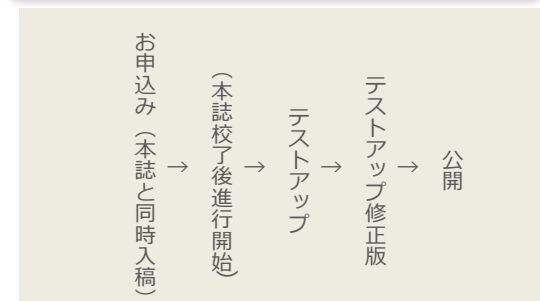 お申込み（本誌と同時入稿）
→
（本誌校了後進行開始）
→
テストアップ
→
テストアップ修正版
→
公開